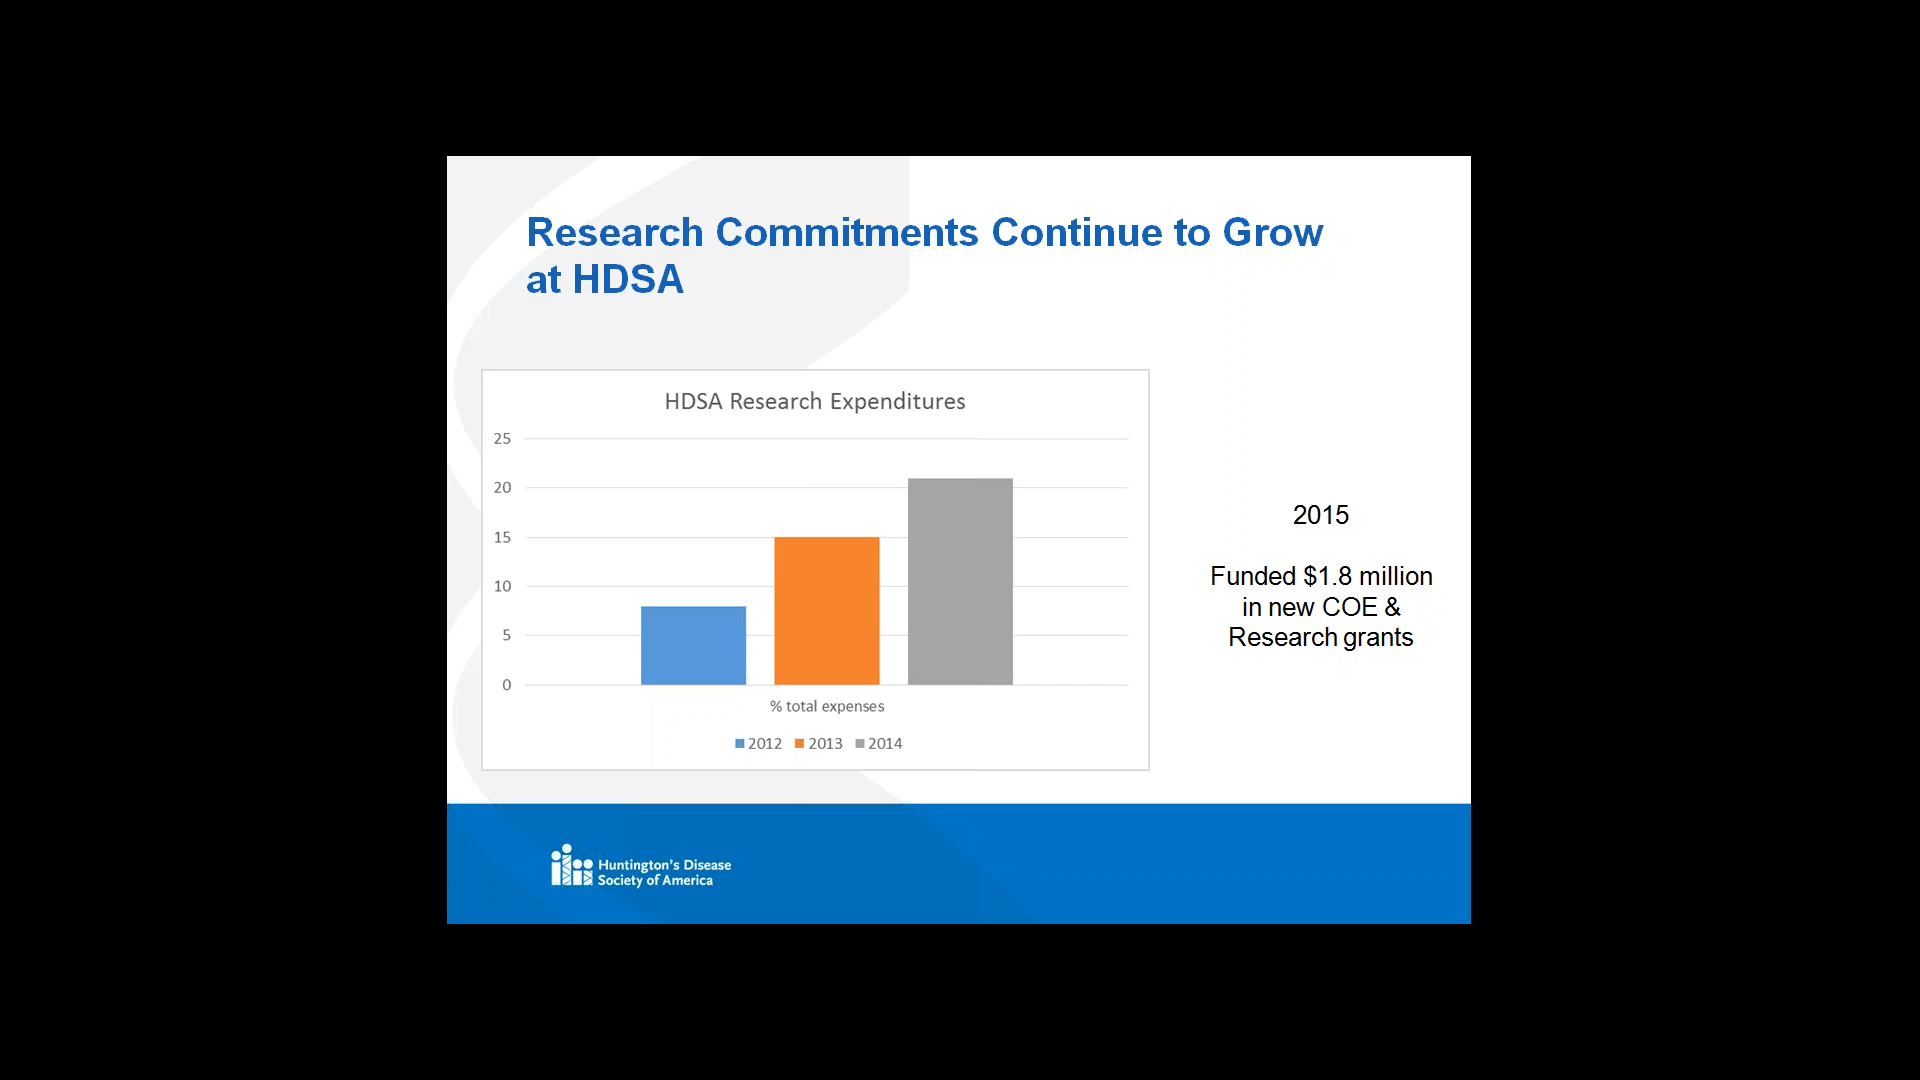 Research Commitments Continue to Grow
at HDSA
HDSA Research Expenditures
25
20
15
10
5
0
% total expenses
2012 2013 2014
2015
Funded $1.8 million
in new COE &
Research grants
Huntington's Disease
Society of America